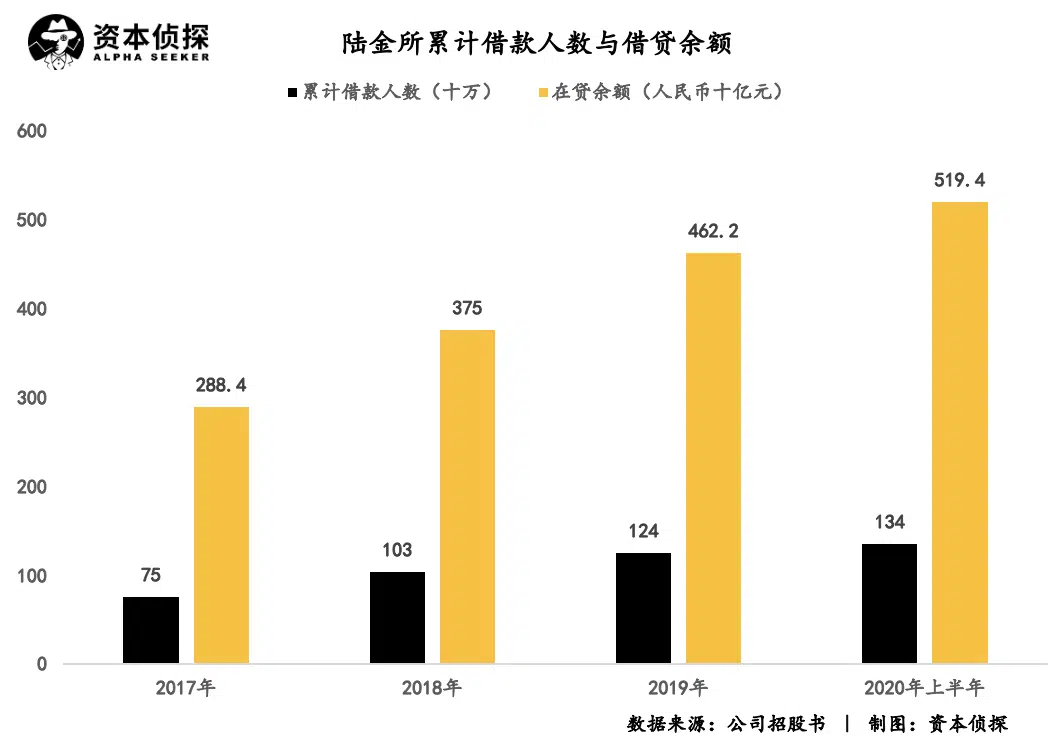 资本侦探
ALPHA SEEKER
陆金所累计借款人数与借贷余额
累计借款人数（十万） 在贷余额（人民币十亿元）
600
500
400
300
200
100
0
519.4
462.2
375
288.4
134
124
103
75
2017年 2018年 2019年 2020年上半年
数据来源：公司招股书 | 制图：资本侦探